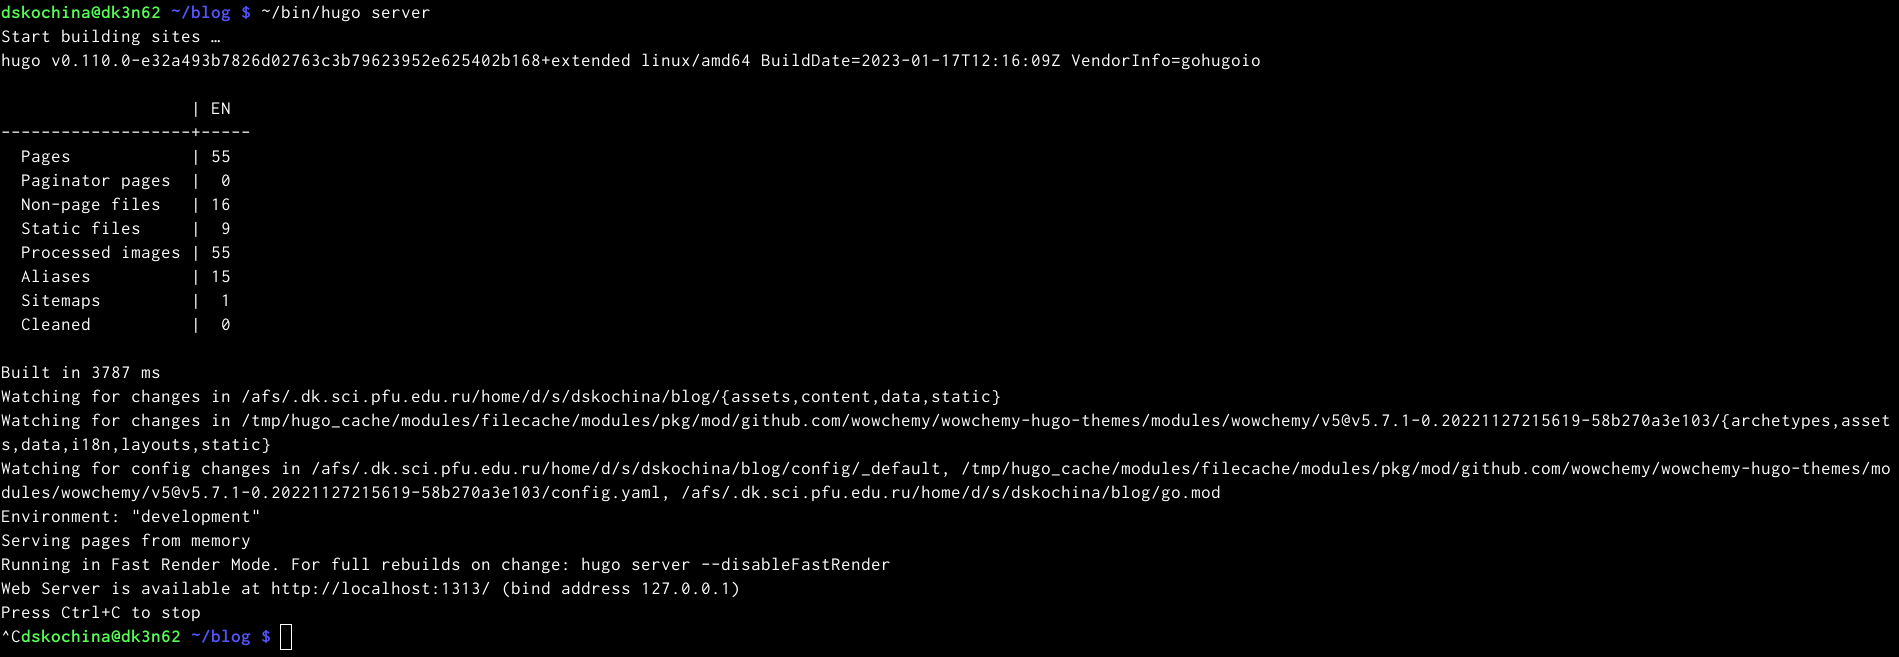 dskochina@dk3n62 ~/blog $ ~/bin/hugo server
Start building sites …
hugo v0.110.0-e32a493b7826d02763c3b79623952e625402b168+extended linux/amd64 BuildDate=2023-01-17T12:16:09Z VendorInfo=gohugoio
                   | EN
-------------------+-----
  Pages            | 55
  Paginator pages  |  0
  Non-page files   | 16
  Static files     |  9
  Processed images | 55
  Aliases          | 15
  Sitemaps         |  1
  Cleaned          |  0
Built in 3787 ms
Watching for changes in /afs/.dk.sci.pfu.edu.ru/home/d/s/dskochina/blog/{assets,content,data,static}
Watching for changes in /tmp/hugo_cache/modules/filecache/modules/pkg/mod/github.com/wowchemy/wowchemy-hugo-themes/modules/wowchemy/v5@v5.7.1-0.20221127215619-58b270a3e103/{archetypes,asset
s,data,i18n,layouts,static}
Watching for config changes in /afs/.dk.sci.pfu.edu.ru/home/d/s/dskochina/blog/config/_default, /tmp/hugo_cache/modules/filecache/modules/pkg/mod/github.com/wowchemy/wowchemy-hugo-themes/mo
dules/wowchemy/v5@v5.7.1-0.20221127215619-58b270a3e103/config.yaml, /afs/.dk.sci.pfu.edu.ru/home/d/s/dskochina/blog/go.mod
Environment: "development"
Serving pages from memory
Running in Fast Render Mode. For full rebuilds on change: hugo server --disableFastRender
Web Server is available at http://localhost:1313/ (bind address 127.0.0.1)
Press Ctrl+C to stop
^Cdskochina@dk3n62 ~/blog $